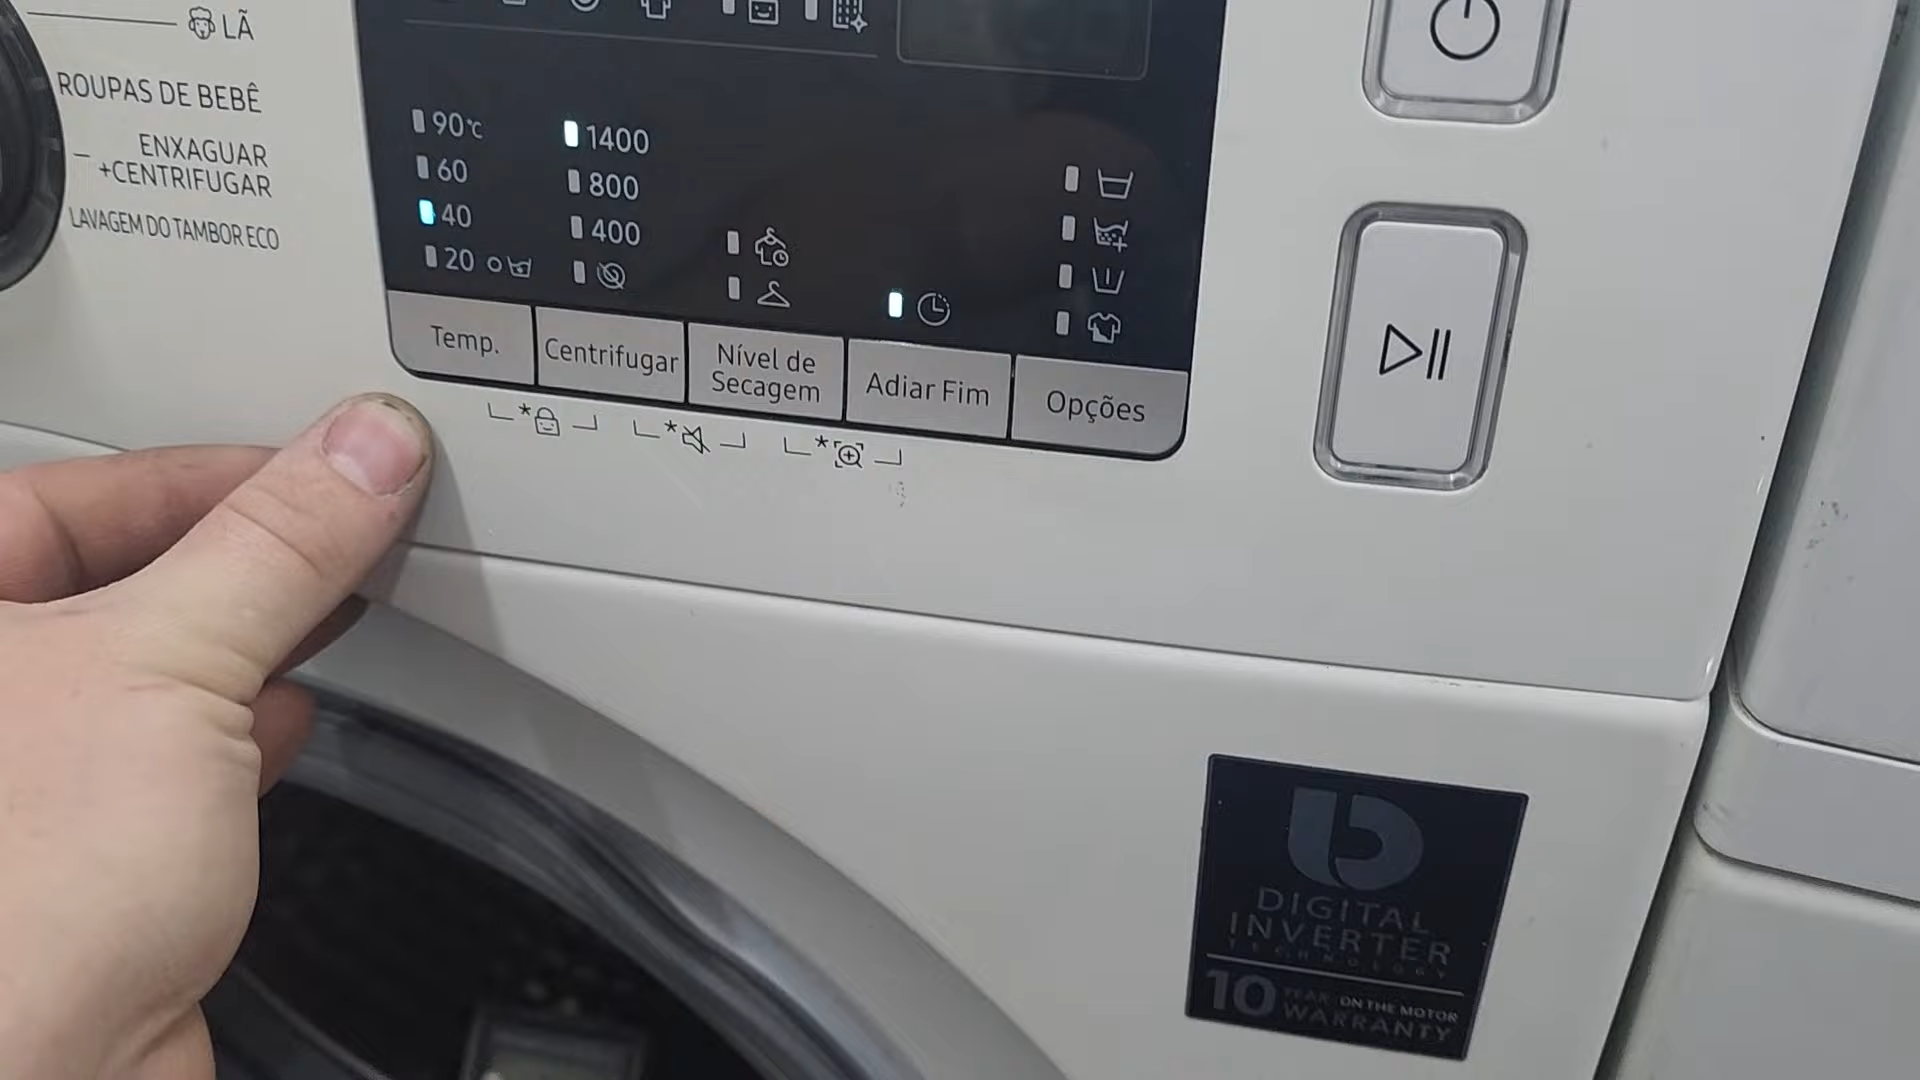 LÃ
ROUPAS DE BEBÊ
ENXAGUAR
+CENTRIFUGAR
LAVAGEM DO TAMBOR ECO
90℃
60
40
20
1400
800
400
Temp.
Centrifugar
Nível de
Secagem
Adiar Fim
Opções
DIGITAL
INVERTER
TECHNOLOGY
10 YEAR ON THE MOTOR
WARRANTY